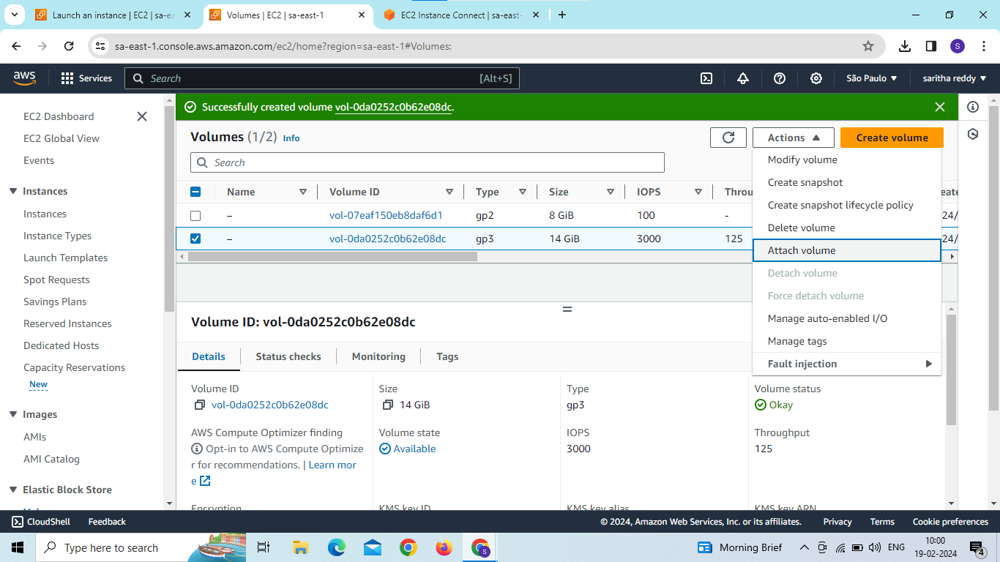 Launch an instance | EC2 | sa-ea
Volumes | EC2 | sa-east-1
EC2 Instance Connect | sa-east-
sa-east-1.console.aws.amazon.com/ec2/home?region=sa-east-1#Volumes:
S
aws
Services
Search
[Alt+S]
São Paulo
saritha reddy
EC2 Dashboard
EC2 Global View
Events
Instances
Instances
Instance Types
Launch Templates
Spot Requests
Savings Plans
Reserved Instances
Dedicated Hosts
Capacity Reservations
New
Images
AMIs
AMI Catalog
Elastic Block Store
Successfully created volume vol-0da0252c0b62e08dc.
Volumes (1/2) Info
Actions
Create volume
Search
Name Volume ID Type Size IOPS Throu
– vol-07eaf150eb8daf6d1 gp2 8 GiB 100 - 24/
– vol-0da0252c0b62e08dc gp3 14 GiB 3000 125 24/
Modify volume
Create snapshot
Create snapshot lifecycle policy
Delete volume
Attach volume
Detach volume
Force detach volume
Manage auto-enabled I/O
Manage tags
Fault injection
Volume ID: vol-0da0252c0b62e08dc
Details Status checks Monitoring Tags
Volume ID
vol-0da0252c0b62e08dc
Size
14 GiB
Type
gp3
Volume status
Okay
AWS Compute Optimizer finding
Opt-in to AWS Compute Optimize
r for recommendations. | Learn mor
e
Volume state
Available
IOPS
3000
Throughput
125
Encryption
KMS key ID
KMS key alias
KMS key ARN
CloudShell
Feedback
© 2024, Amazon Web Services, Inc. or its affiliates.
Privacy
Terms
Cookie preferences
Type here to search
S
Morning Brief
ENG
10:00
19-02-2024
4